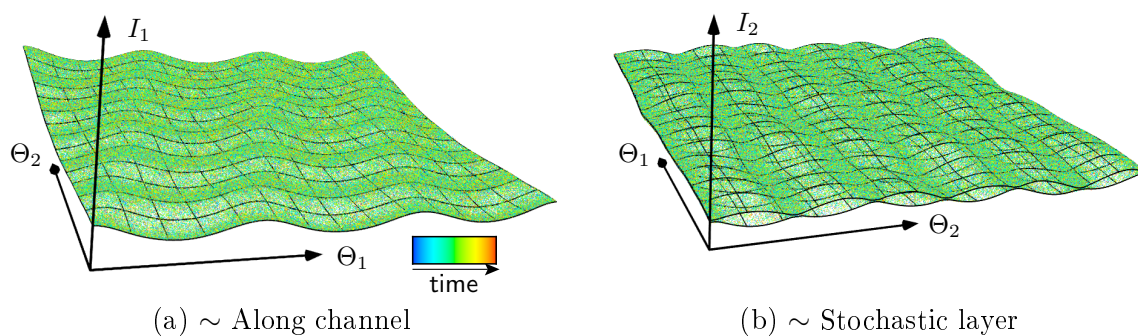 I₁
I₂
Θ₂
Θ₁
Θ₁
Θ₂
time
(a) ∼ Along channel
(b) ∼ Stochastic layer